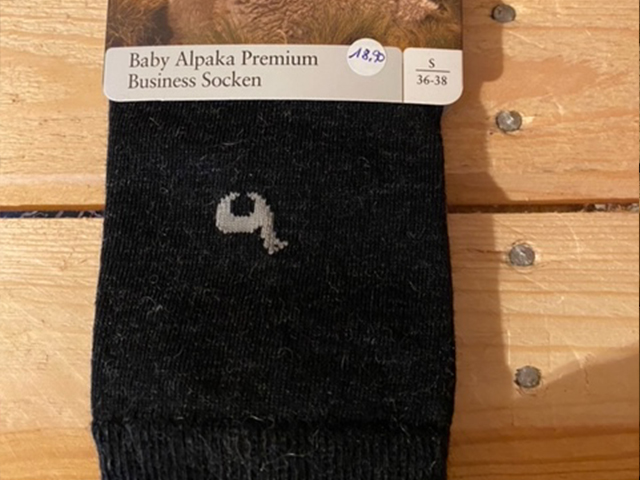 Baby Alpaka Premium
Business Socken
18,90
S
36-38